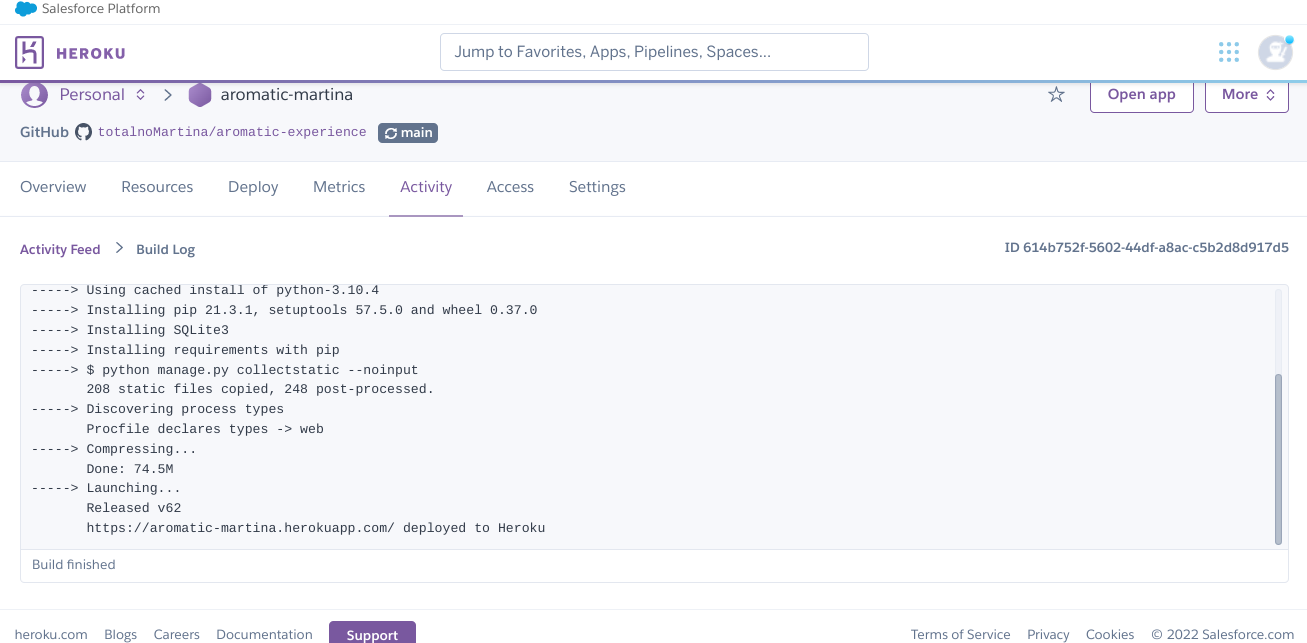 Salesforce Platform
HEROKU
Jump to Favorites, Apps, Pipelines, Spaces...
Personal aromatic-martina Open app More
GitHub totalnoMartina/aromatic-experience main
Overview Resources Deploy Metrics Activity Access Settings
Activity Feed Build Log ID 614b752f-5602-44df-a8ac-c5b2d8d917d5
-----> Using cached install of python-3.10.4
-----> Installing pip 21.3.1, setuptools 57.5.0 and wheel 0.37.0
-----> Installing SQLite3
-----> Installing requirements with pip
-----> $ python manage.py collectstatic --noinput
208 static files copied, 248 post-processed.
-----> Discovering process types
Procfile declares types -> web
-----> Compressing...
Done: 74.5M
-----> Launching...
Released v62
https://aromatic-martina.herokuapp.com/ deployed to Heroku
Build finished
heroku.com Blogs Careers Documentation Support Terms of Service Privacy Cookies © 2022 Salesforce.com